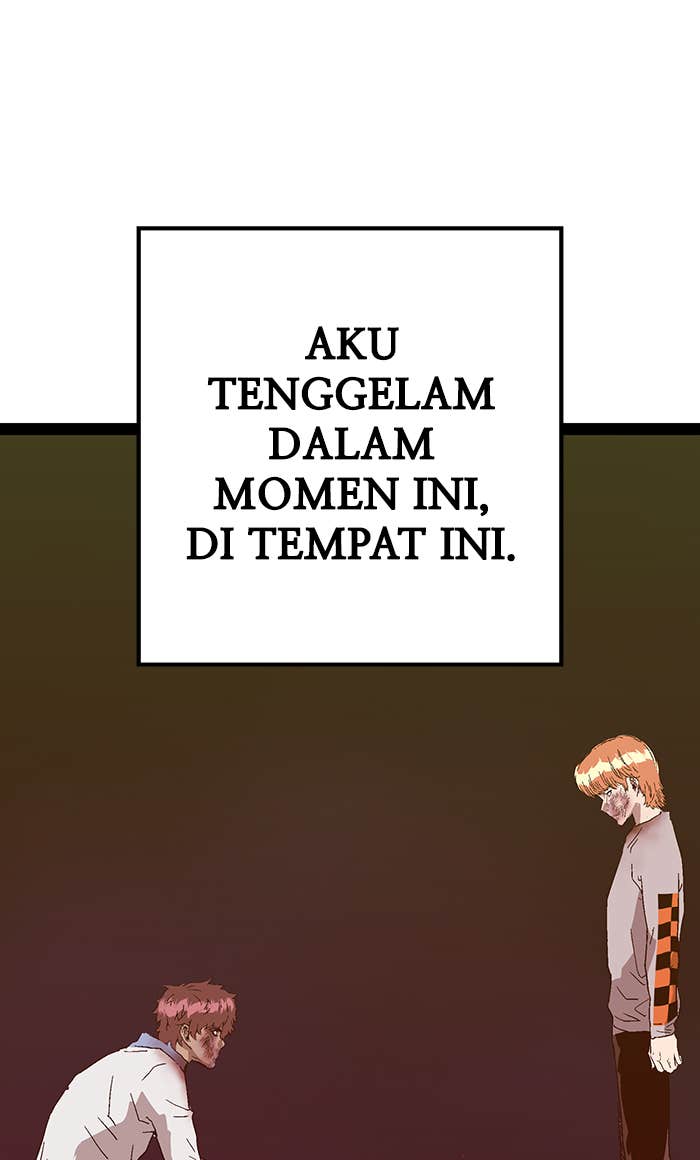 AKU
TENGGELAM
DALAM
MOMEN INI,
DI TEMPAT INI.